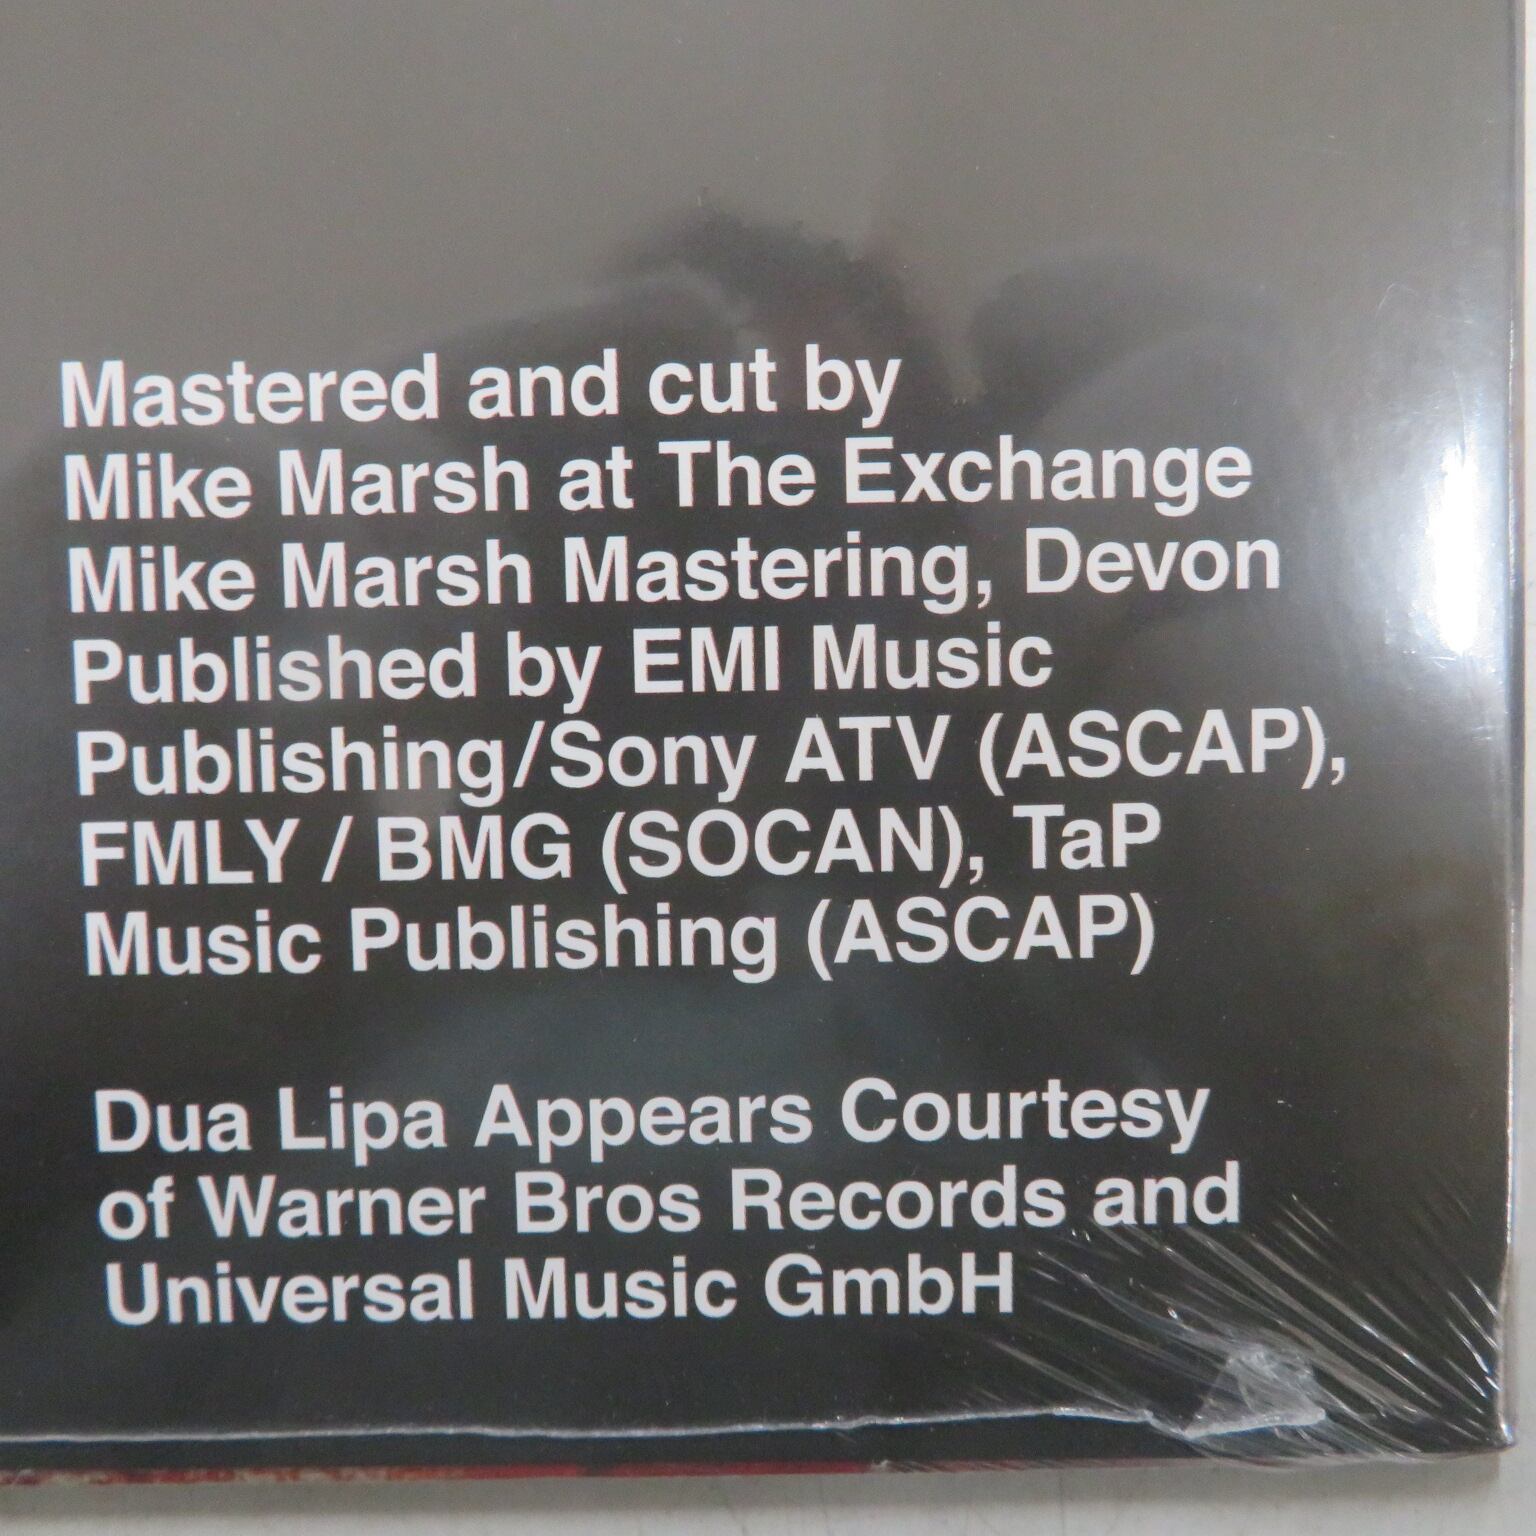 Mastered and cut by
Mike Marsh at The Exchange
Mike Marsh Mastering, Devon
Published by EMI Music
Publishing/Sony ATV (ASCAP),
FMLY / BMG (SOCAN), TaP
Music Publishing (ASCAP)
Dua Lipa Appears Courtesy
of Warner Bros Records and
Universal Music GmbH